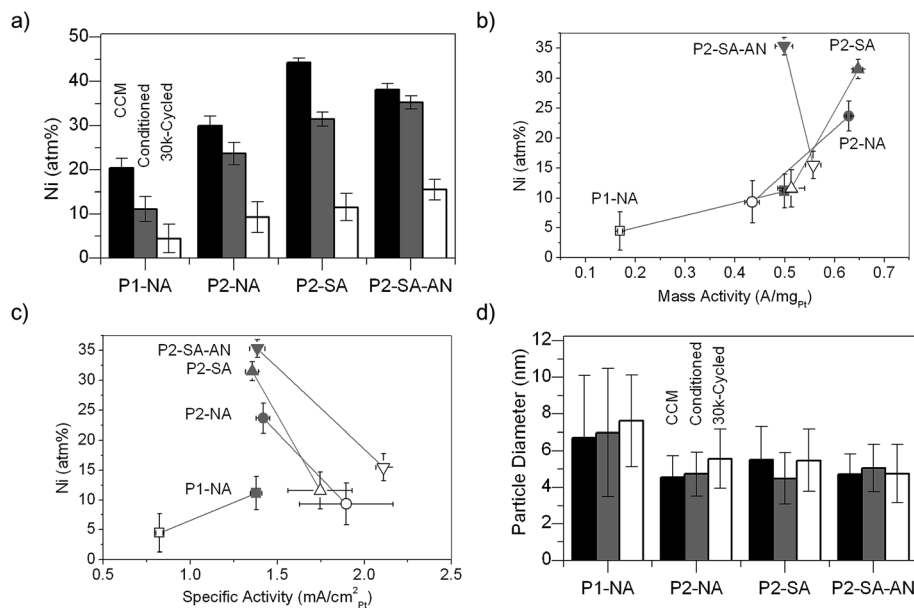 a)
50
40
30
20
10
0
Ni (atm%)
CCM
Conditioned
30k-Cycled
P1-NA
P2-NA
P2-SA
P2-SA-AN
b)
35
30
25
20
15
10
5
0
Ni (atm%)
P2-SA-AN
P2-SA
P2-NA
P1-NA
0.1
0.2
0.3
0.4
0.5
0.6
0.7
Mass Activity (A/mgPt)
c)
35
30
25
20
15
10
5
0
Ni (atm%)
P2-SA-AN
P2-SA
P2-NA
P1-NA
0.5
1.0
1.5
2.0
2.5
Specific Activity (mA/cm²Pt)
d)
12
10
8
6
4
2
0
Particle Diameter (nm)
CCM
Conditioned
30k-Cycled
P1-NA
P2-NA
P2-SA
P2-SA-AN